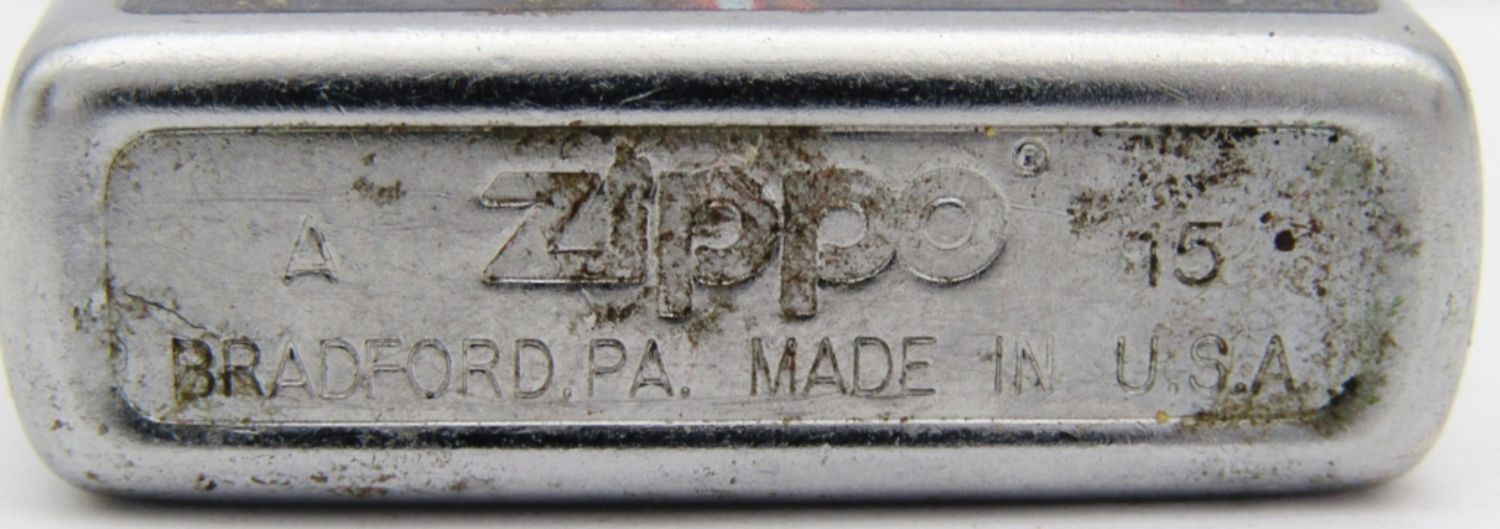 Zippo ®
A 15
BRADFORD, PA. MADE IN U.S.A.